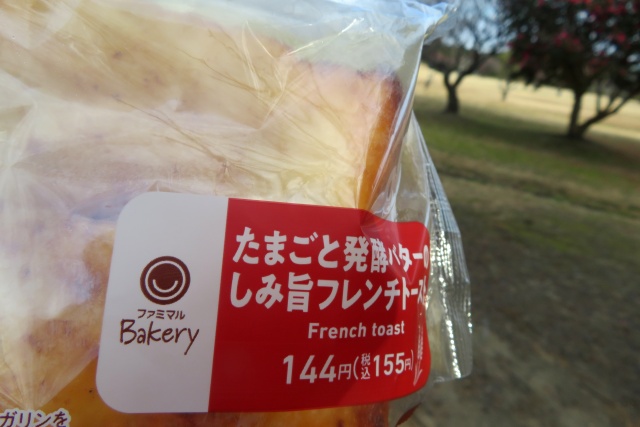 たまごと発酵バターの
しみ旨フレンチトースト
French toast
144円(税込155円)
ファミマル
Bakery
ガリンを